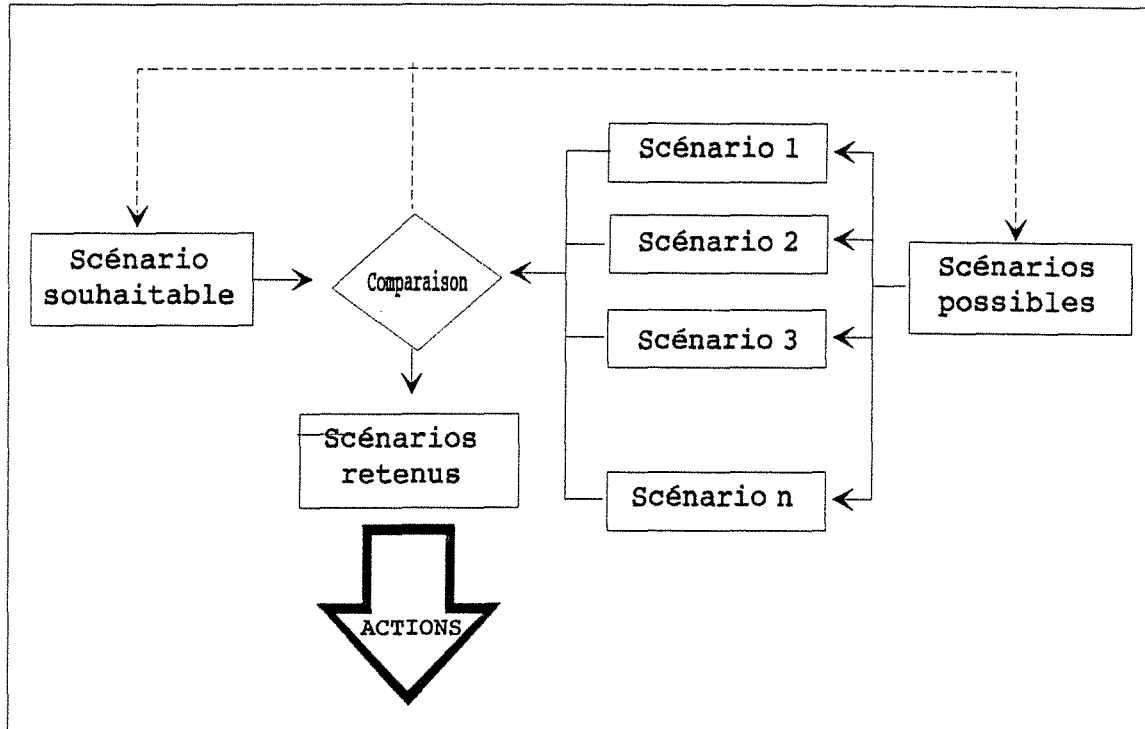 Scénario
souhaitable
Comparaison
Scénario 1
Scénario 2
Scénario 3
Scénario n
Scénarios
possibles
Scénarios
retenus
ACTIONS